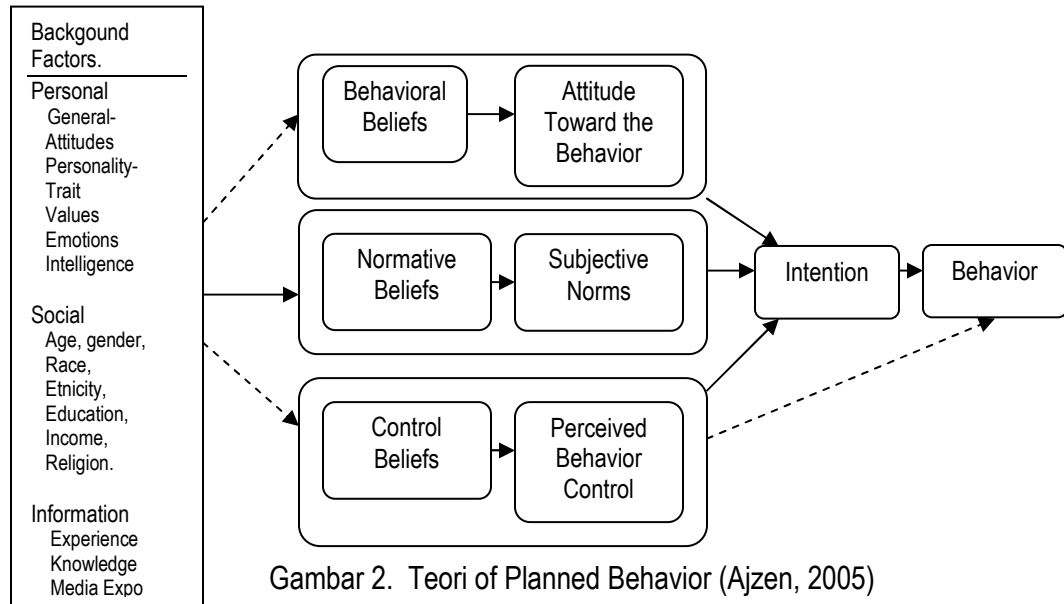 Backgound
Factors.
Personal
General-
Attitudes
Personality-
Trait
Values
Emotions
Intelligence
Social
Age, gender,
Race,
Etnicity,
Education,
Income,
Religion.
Information
Experience
Knowledge
Media Expo
Behavioral
Beliefs
Attitude
Toward the
Behavior
Normative
Beliefs
Subjective
Norms
Control
Beliefs
Perceived
Behavior
Control
Intention
Behavior
Gambar 2. Teori of Planned Behavior (Ajzen, 2005)